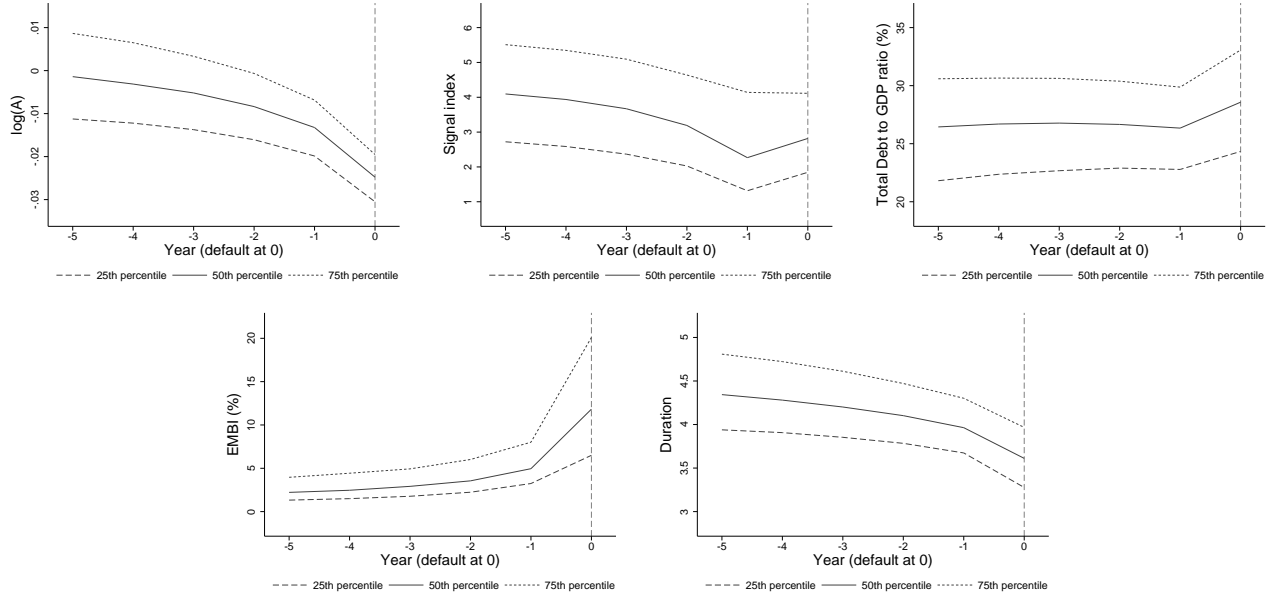 log(A)
.01
0
-.01
-.02
-.03
-5 -4 -3 -2 -1 0
Year (default at 0)
25th percentile 50th percentile 75th percentile
Signal index
6
5
4
3
2
1
-5 -4 -3 -2 -1 0
Year (default at 0)
25th percentile 50th percentile 75th percentile
Total Debt to GDP ratio (%)
35
30
25
20
-5 -4 -3 -2 -1 0
Year (default at 0)
25th percentile 50th percentile 75th percentile
EMBI (%)
20
15
10
5
0
-5 -4 -3 -2 -1 0
Year (default at 0)
25th percentile 50th percentile 75th percentile
Duration
5
4.5
4
3.5
3
-5 -4 -3 -2 -1 0
Year (default at 0)
25th percentile 50th percentile 75th percentile